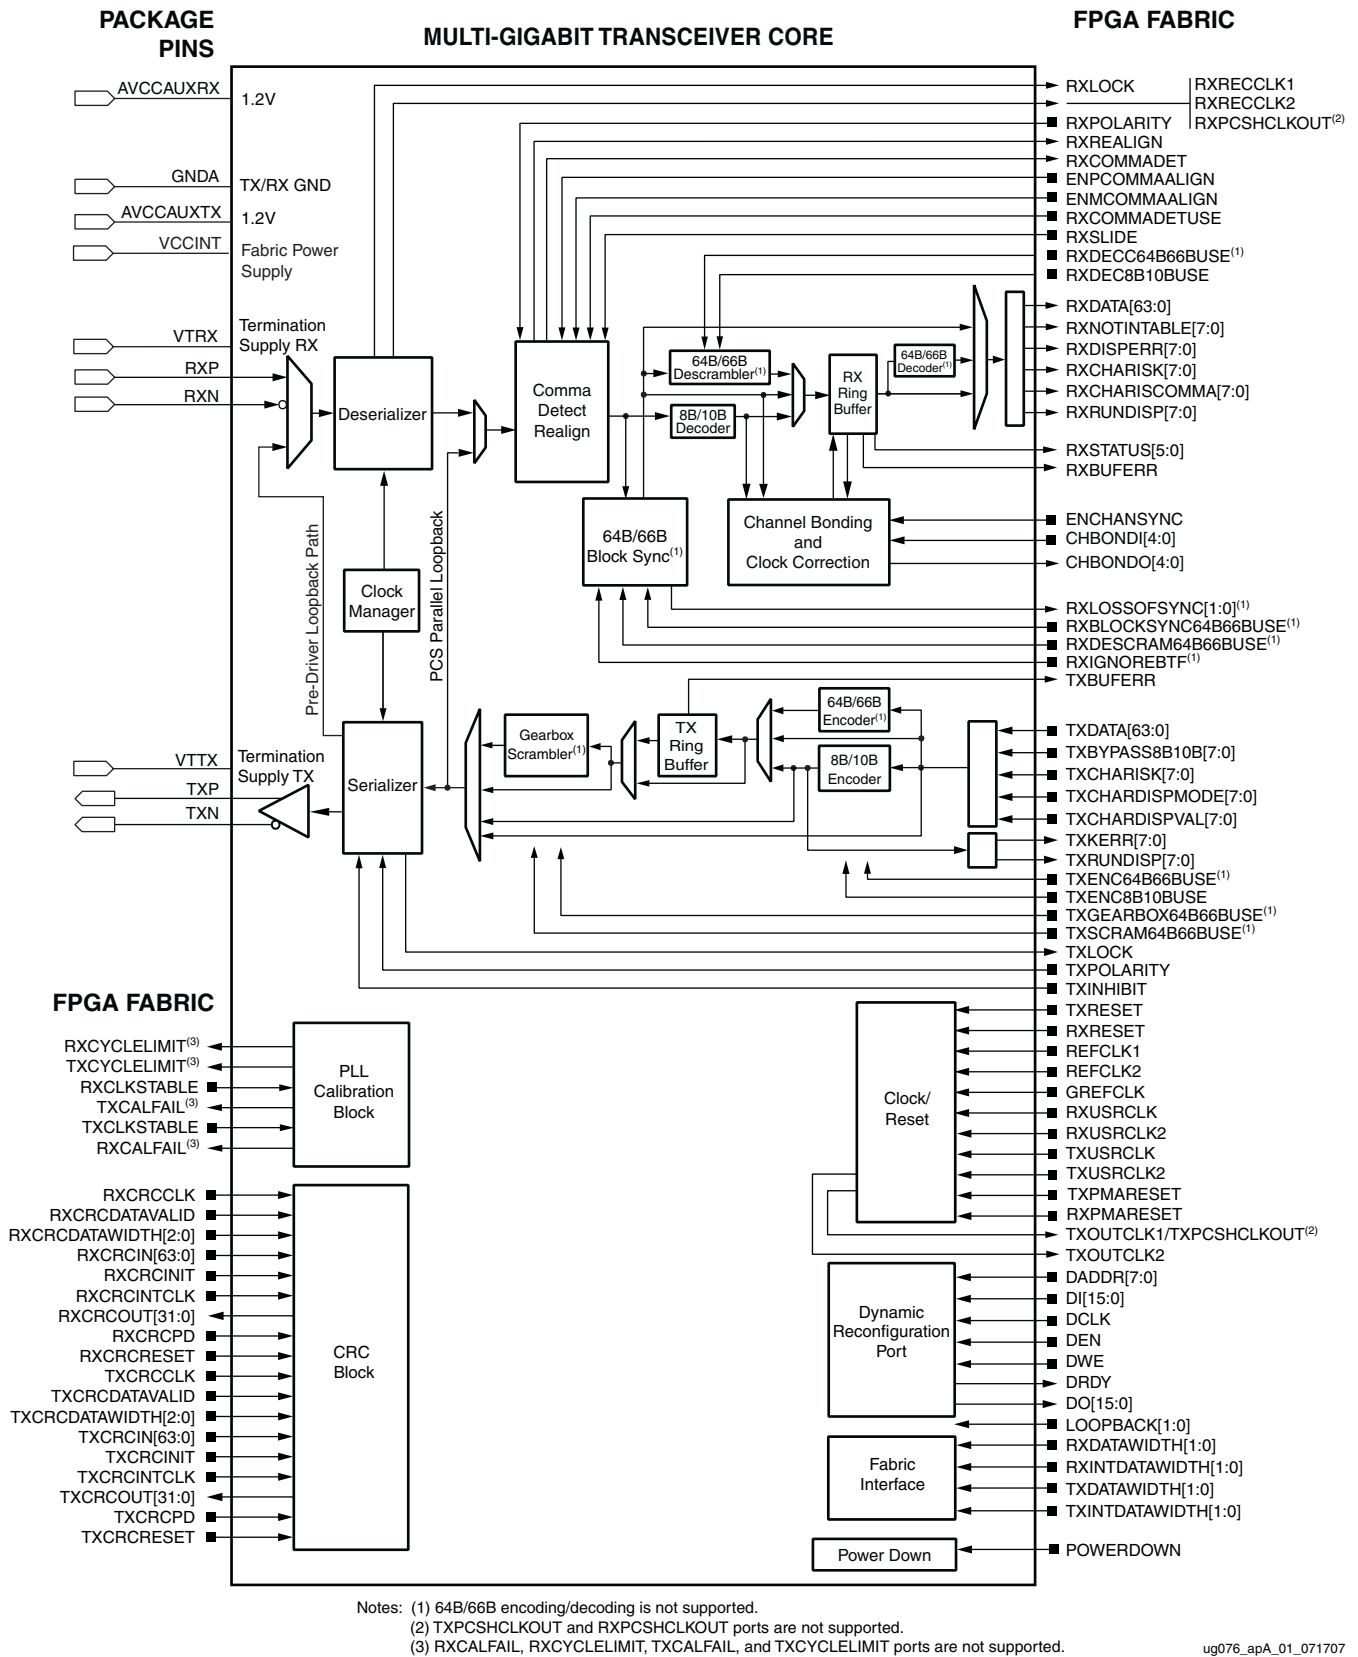 PACKAGE
PINS
MULTI-GIGABIT TRANSCEIVER CORE
FPGA FABRIC
AVCCAUXRX
1.2V
GNDA
TX/RX GND
AVCCAUXTX
1.2V
VCCINT
Fabric Power
Supply
VTRX
Termination
Supply RX
RXP
RXN
Deserializer
Comma
Detect
Realign
64B/66B
Descrambler(1)
8B/10B
Decoder
RX
Ring
Buffer
64B/66B
Decoder(1)
64B/66B
Block Sync(1)
Channel Bonding
and
Clock Correction
Pre-Driver Loopback Path
Clock
Manager
PCS Parallel Loopback
RXLOCK
RXRECCLK1
RXRECCLK2
RXPCSHCLKOUT(2)
RXPOLARITY
RXREALIGN
RXCOMMADET
ENPCOMMAALIGN
ENMCOMMAALIGN
RXCOMMADETUSE
RXSLIDE
RXDECC64B66BUSE(1)
RXDEC8B10BUSE
RXDATA[63:0]
RXNOTINTABLE[7:0]
RXDISPERR[7:0]
RXCHARISK[7:0]
RXCHARISCOMMA[7:0]
RXRUNDISP[7:0]
RXSTATUS[5:0]
RXBUFERR
ENCHANSYNC
CHBONDI[4:0]
CHBONDO[4:0]
RXLOSSOFSYNC[1:0](1)
RXBLOCKSYNC64B66BUSE(1)
RXDESCRAM64B66BUSE(1)
RXIGNOREBTF(1)
TXBUFERR
VTTX
Termination
Supply TX
TXP
TXN
Serializer
Gearbox
Scrambler(1)
TX
Ring
Buffer
64B/66B
Encoder(1)
8B/10B
Encoder
TXDATA[63:0]
TXBYPASS8B10B[7:0]
TXCHARISK[7:0]
TXCHARDISPMODE[7:0]
TXCHARDISPVAL[7:0]
TXKERR[7:0]
TXRUNDISP[7:0]
TXENC64B66BUSE(1)
TXENC8B10BUSE
TXGEARBOX64B66BUSE(1)
TXSCRAM64B66BUSE(1)
TXLOCK
TXPOLARITY
TXINHIBIT
FPGA FABRIC
RXCYCLELIMIT(3)
TXCYCLELIMIT(3)
RXCLKSTABLE
TXCALFAIL(3)
TXCLKSTABLE
RXCALFAIL(3)
PLL
Calibration
Block
RXCRCCLK
RXCRCDATAVALID
RXCRCDATAWIDTH[2:0]
RXCRCIN[63:0]
RXCRCINIT
RXCRCINTCLK
RXCRCOUT[31:0]
RXCRCPD
RXCRCRESET
TXCRCCLK
TXCRCDATAVALID
TXCRCDATAWIDTH[2:0]
TXCRCIN[63:0]
TXCRCINIT
TXCRCINTCLK
TXCRCOUT[31:0]
TXCRCPD
TXCRCRESET
CRC
Block
Clock/
Reset
TXRESET
RXRESET
REFCLK1
REFCLK2
GREFCLK
RXUSRCLK
RXUSRCLK2
TXUSRCLK
TXUSRCLK2
TXPMARESET
RXPMARESET
TXOUTCLK1/TXPCSHCLKOUT(2)
TXOUTCLK2
Dynamic
Reconfiguration
Port
DADDR[7:0]
DI[15:0]
DCLK
DEN
DWE
DRDY
DO[15:0]
LOOPBACK[1:0]
Fabric
Interface
RXDATAWIDTH[1:0]
RXINTDATAWIDTH[1:0]
TXDATAWIDTH[1:0]
TXINTDATAWIDTH[1:0]
Power Down
POWERDOWN
Notes: (1) 64B/66B encoding/decoding is not supported.
(2) TXPCSHCLKOUT and RXPCSHCLKOUT ports are not supported.
(3) RXCALFAIL, RXCYCLELIMIT, TXCALFAIL, and TXCYCLELIMIT ports are not supported.
ug076_apA_01_071707